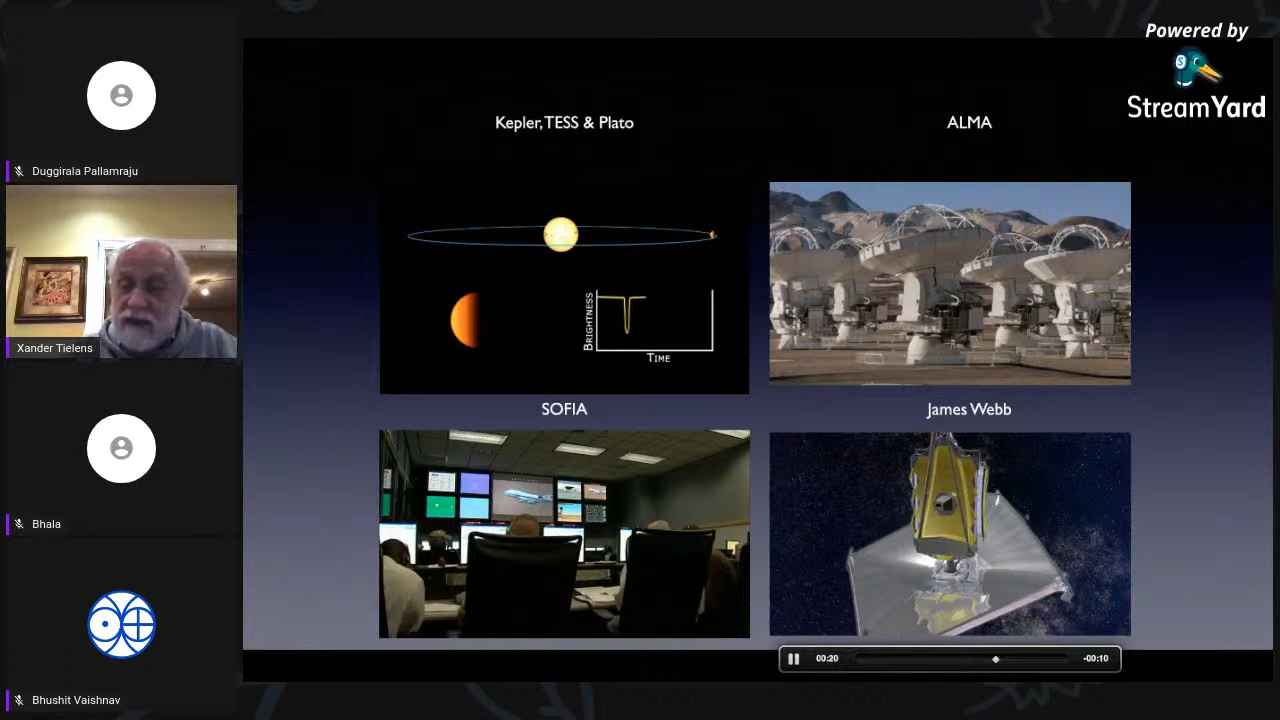 Powered by
StreamYard
Duggirala Pallamraju
Xander Tielens
Bhala
Bhushit Vaishnav
Kepler, TESS & Plato
ALMA
BRIGHTNESS
TIME
SOFIA
James Webb
00:20
-00:10